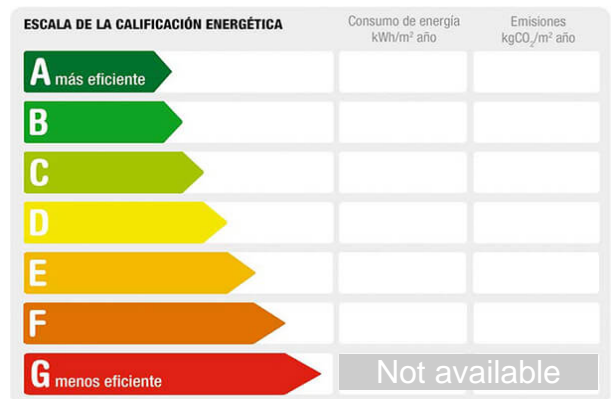 ESCALA DE LA CALIFICACIÓN ENERGÉTICA
Consumo de energía
kWh/m² año
Emisiones
kgCO₂/m² año
A más eficiente
B
C
D
E
F
G menos eficiente
Not available